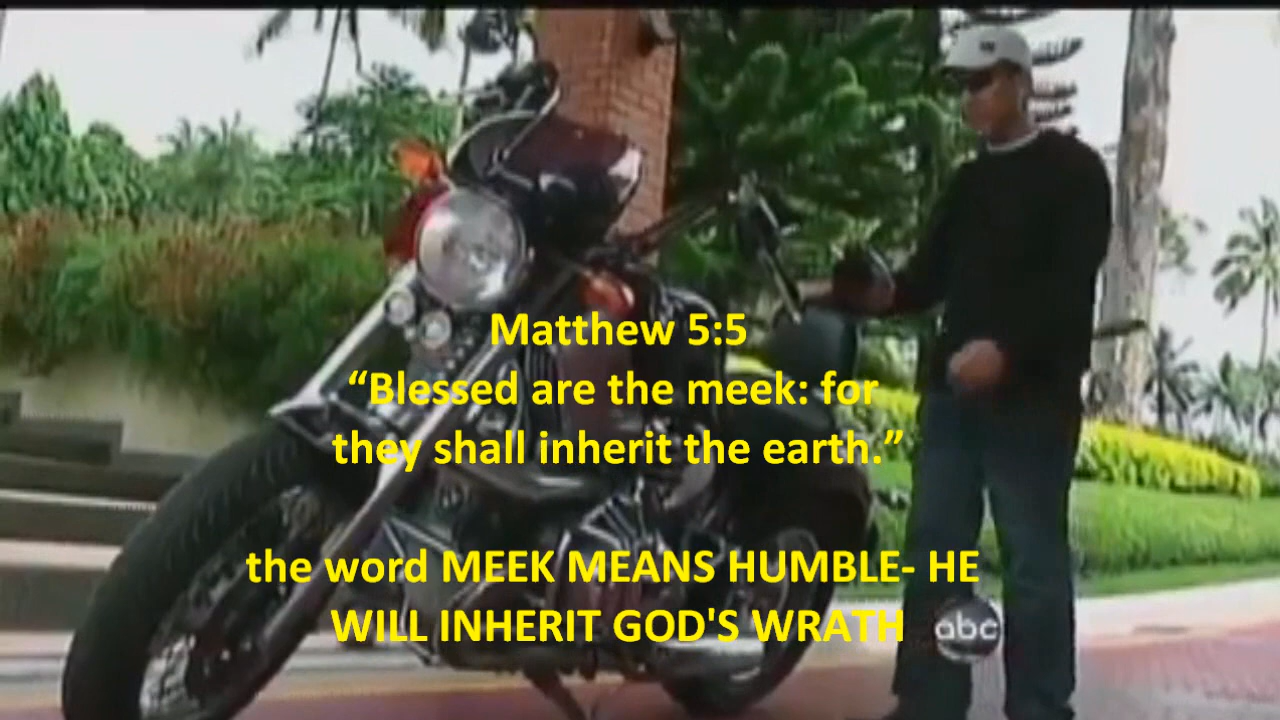 Matthew 5:5
“Blessed are the meek: for
they shall inherit the earth.”
the word MEEK MEANS HUMBLE- HE
WILL INHERIT GOD'S WRATH
abc